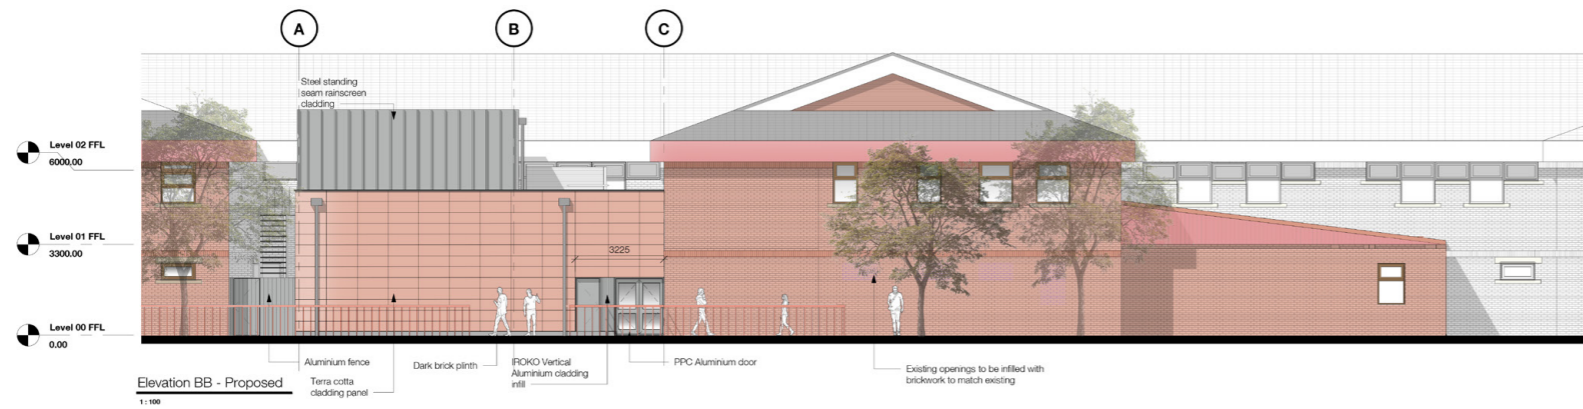 A
B
C
Steel standing
seam rainscreen
cladding
Level 02 FFL
6000.00
Level 01 FFL
3300.00
3225
Level 00 FFL
0.00
Aluminium fence
Terra cotta
cladding panel
Dark brick plinth
IROKO Vertical
Aluminium cladding
infill
PPC Aluminium door
Existing openings to be infilled with
brickwork to match existing
Elevation BB - Proposed
1 : 100